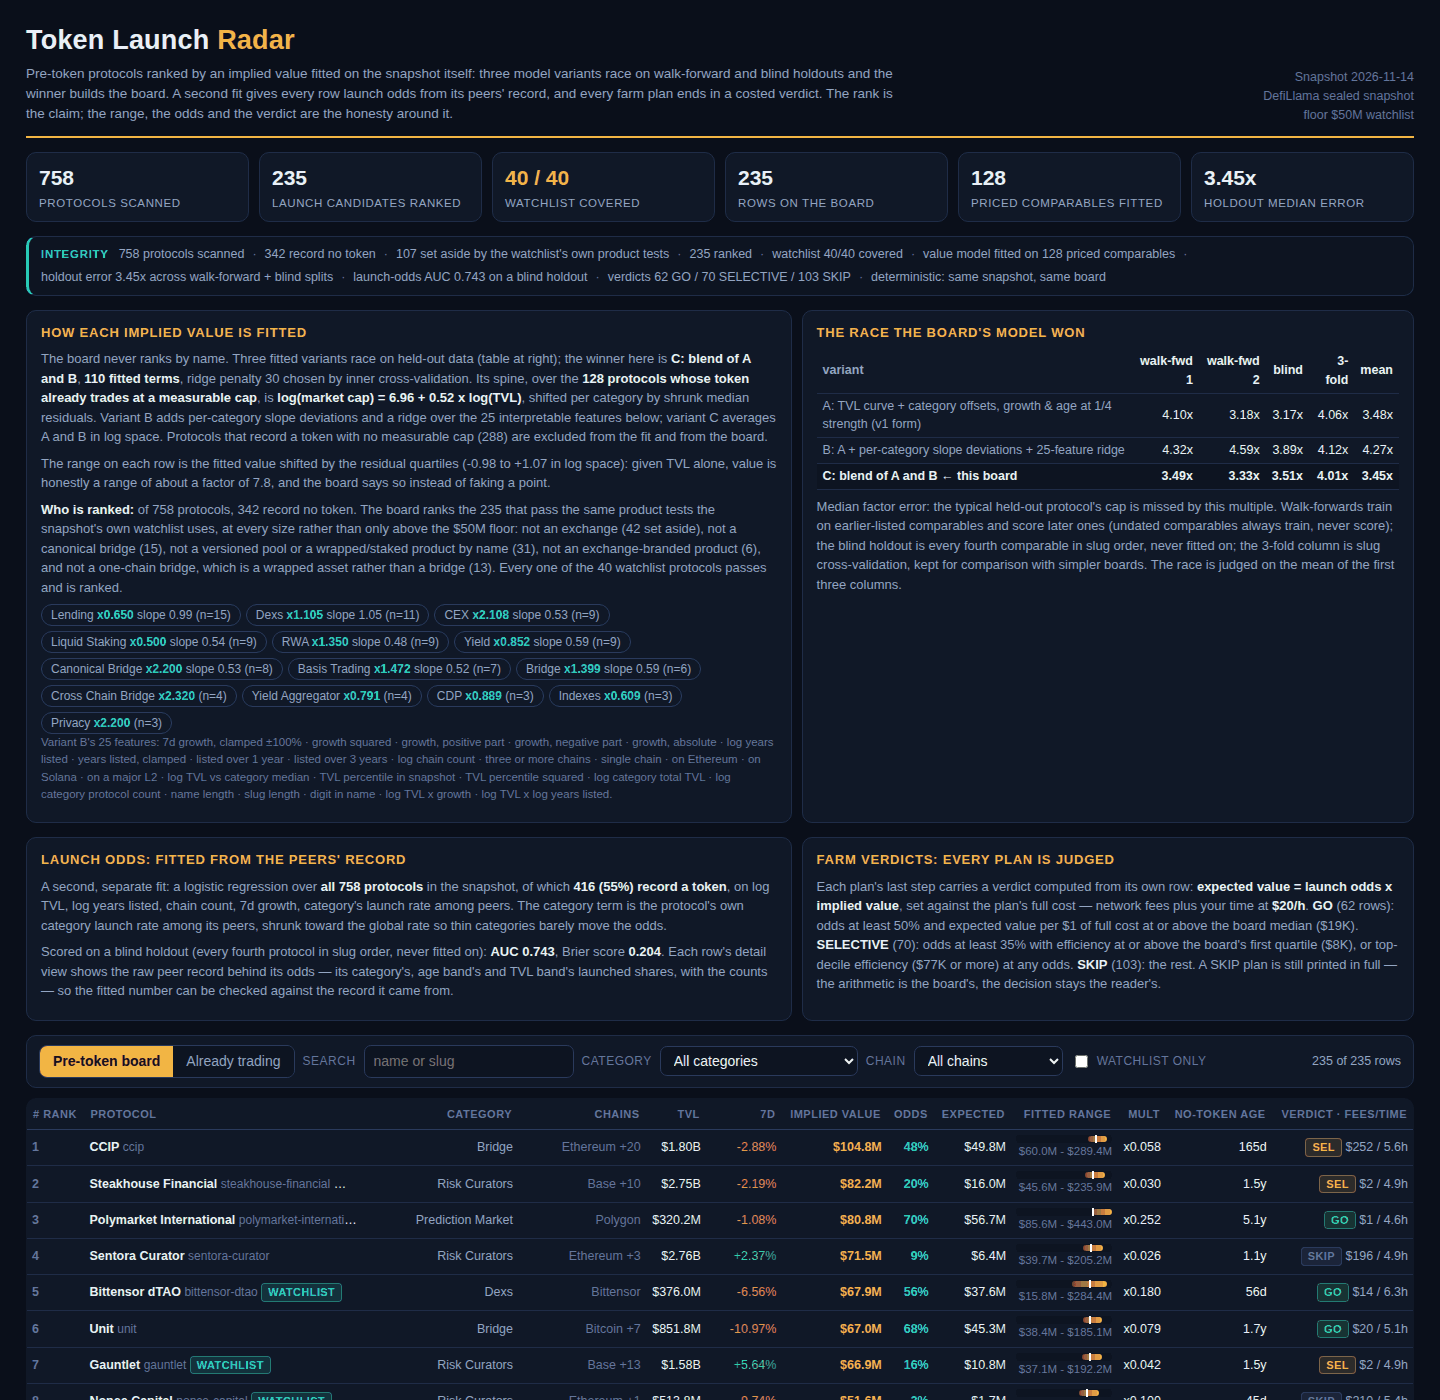 Token Launch Radar
Pre-token protocols ranked by an implied value fitted on the snapshot itself: three model variants race on walk-forward and blind holdouts and the
winner builds the board. A second fit gives every row launch odds from its peers' record, and every farm plan ends in a costed verdict. The rank is
the claim; the range, the odds and the verdict are the honesty around it.
Snapshot 2026-11-14
DefiLlama sealed snapshot
floor $50M watchlist
758
PROTOCOLS SCANNED
235
LAUNCH CANDIDATES RANKED
40 / 40
WATCHLIST COVERED
235
ROWS ON THE BOARD
128
PRICED COMPARABLES FITTED
3.45x
HOLDOUT MEDIAN ERROR
INTEGRITY 758 protocols scanned · 342 record no token · 107 set aside by the watchlist's own product tests · 235 ranked · watchlist 40/40 covered · value model fitted on 128 priced comparables ·
holdout error 3.45x across walk-forward + blind splits · launch-odds AUC 0.743 on a blind holdout · verdicts 62 GO / 70 SELECTIVE / 103 SKIP · deterministic: same snapshot, same board
HOW EACH IMPLIED VALUE IS FITTED
The board never ranks by name. Three fitted variants race on held-out data (table at right); the winner here is C: blend of A
and B, 110 fitted terms, ridge penalty 30 chosen by inner cross-validation. Its spine, over the 128 protocols whose token
already trades at a measurable cap, is log(market cap) = 6.96 + 0.52 x log(TVL), shifted per category by shrunk median
residuals. Variant B adds per-category slope deviations and a ridge over the 25 interpretable features below; variant C averages
A and B in log space. Protocols that record a token with no measurable cap (288) are excluded from the fit and from the board.
The range on each row is the fitted value shifted by the residual quartiles (-0.98 to +1.07 in log space): given TVL alone, value is
honestly a range of about a factor of 7.8, and the board says so instead of faking a point.
Who is ranked: of 758 protocols, 342 record no token. The board ranks the 235 that pass the same product tests the
snapshot's own watchlist uses, at every size rather than only above the $50M floor: not an exchange (42 set aside), not a
canonical bridge (15), not a versioned pool or a wrapped/staked product by name (31), not an exchange-branded product (6),
and not a one-chain bridge, which is a wrapped asset rather than a bridge (13). Every one of the 40 watchlist protocols passes
and is ranked.
Lending x0.650 slope 0.99 (n=15) Dexs x1.105 slope 1.05 (n=11) CEX x2.108 slope 0.53 (n=9)
Liquid Staking x0.500 slope 0.54 (n=9) RWA x1.350 slope 0.48 (n=9) Yield x0.852 slope 0.59 (n=9)
Canonical Bridge x2.200 slope 0.53 (n=8) Basis Trading x1.472 slope 0.52 (n=7) Bridge x1.399 slope 0.59 (n=6)
Cross Chain Bridge x2.320 (n=4) Yield Aggregator x0.791 (n=4) CDP x0.889 (n=3) Indexes x0.609 (n=3)
Privacy x2.200 (n=3)
Variant B's 25 features: 7d growth, clamped ±100% · growth squared · growth, positive part · growth, negative part · growth, absolute · log years
listed · years listed, clamped · listed over 1 year · listed over 3 years · log chain count · three or more chains · single chain · on Ethereum · on
Solana · on a major L2 · log TVL vs category median · TVL percentile in snapshot · TVL percentile squared · log category total TVL · log
category protocol count · name length · slug length · digit in name · log TVL x growth · log TVL x log years listed.
THE RACE THE BOARD'S MODEL WON
variant walk-fwd 1 walk-fwd 2 blind 3-fold mean
A: TVL curve + category offsets, growth & age at 1/4
strength (v1 form) 4.10x 3.18x 3.17x 4.06x 3.48x
B: A + per-category slope deviations + 25-feature ridge 4.32x 4.59x 3.89x 4.12x 4.27x
C: blend of A and B ← this board 3.49x 3.33x 3.51x 4.01x 3.45x
Median factor error: the typical held-out protocol's cap is missed by this multiple. Walk-forwards train
on earlier-listed comparables and score later ones (undated comparables always train, never score);
the blind holdout is every fourth comparable in slug order, never fitted on; the 3-fold column is slug
cross-validation, kept for comparison with simpler boards. The race is judged on the mean of the first
three columns.
LAUNCH ODDS: FITTED FROM THE PEERS' RECORD
A second, separate fit: a logistic regression over all 758 protocols in the snapshot, of which 416 (55%) record a token, on log
TVL, log years listed, chain count, 7d growth, category's launch rate among peers. The category term is the protocol's own
category launch rate among its peers, shrunk toward the global rate so thin categories barely move the odds.
Scored on a blind holdout (every fourth protocol in slug order, never fitted on): AUC 0.743, Brier score 0.204. Each row's detail
view shows the raw peer record behind its odds — its category's, age band's and TVL band's launched shares, with the counts
— so the fitted number can be checked against the record it came from.
FARM VERDICTS: EVERY PLAN IS JUDGED
Each plan's last step carries a verdict computed from its own row: expected value = launch odds x
implied value, set against the plan's full cost — network fees plus your time at $20/h. GO (62 rows):
odds at least 50% and expected value per $1 of full cost at or above the board median ($19K).
SELECTIVE (70): odds at least 35% with efficiency at or above the board's first quartile ($8K), or top-
decile efficiency ($77K or more) at any odds. SKIP (103): the rest. A SKIP plan is still printed in full —
the arithmetic is the board's, the decision stays the reader's.
Pre-token board Already trading SEARCH name or slug CATEGORY All categories CHAIN All chains WATCHLIST ONLY 235 of 235 rows
# RANK PROTOCOL CATEGORY CHAINS TVL 7D IMPLIED VALUE ODDS EXPECTED FITTED RANGE MULT NO-TOKEN AGE VERDICT · FEES/TIME
1 CCIP ccip Bridge Ethereum +20 $1.80B -2.88% $104.8M 48% $49.8M $60.0M - $289.4M x0.058 165d SEL $252 / 5.6h
2 Steakhouse Financial steakhouse-financial … Risk Curators Base +10 $2.75B -2.19% $82.2M 20% $16.0M $45.6M - $235.9M x0.030 1.5y SEL $2 / 4.9h
3 Polymarket International polymarket-internati… Prediction Market Polygon $320.2M -1.08% $80.8M 70% $56.7M $85.6M - $443.0M x0.252 5.1y GO $1 / 4.6h
4 Sentora Curator sentora-curator Risk Curators Ethereum +3 $2.76B +2.37% $71.5M 9% $6.4M $39.7M - $205.2M x0.026 1.1y SKIP $196 / 4.9h
5 Bittensor dTAO bittensor-dtao WATCHLIST Dexs Bittensor $376.0M -6.56% $67.9M 56% $37.6M $15.8M - $284.4M x0.180 56d GO $14 / 6.3h
6 Unit unit Bridge Bitcoin +7 $851.8M -10.97% $67.0M 68% $45.3M $38.4M - $185.1M x0.079 1.7y GO $20 / 5.1h
7 Gauntlet gauntlet WATCHLIST Risk Curators Base +13 $1.58B +5.64% $66.9M 16% $10.8M $37.1M - $192.2M x0.042 1.5y SEL $2 / 4.9h